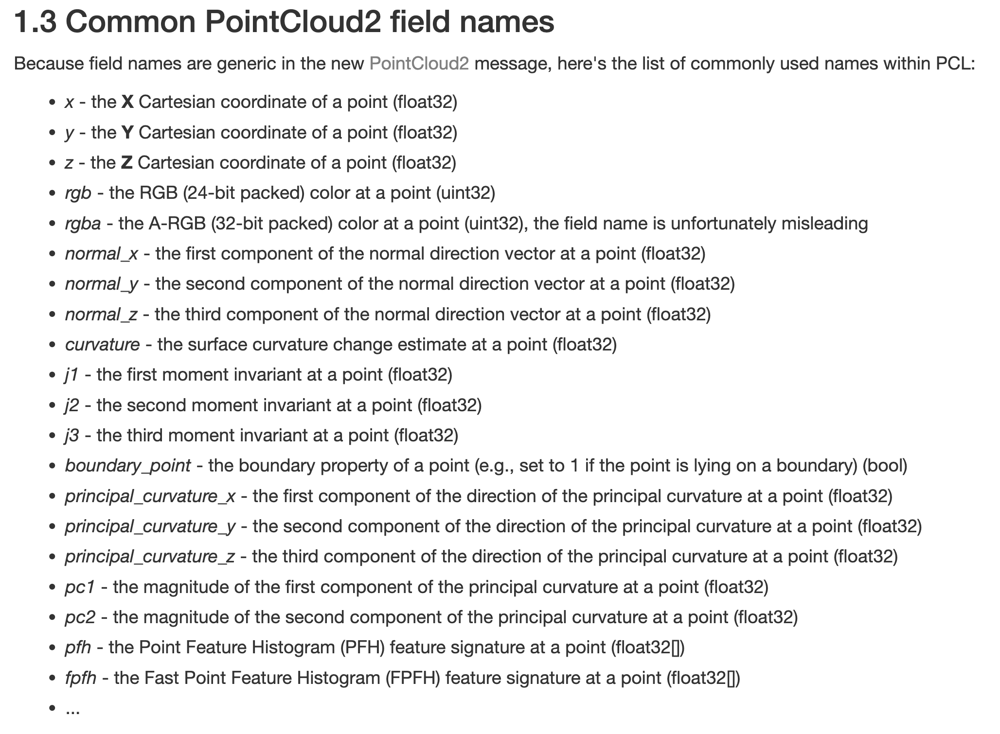 1.3 Common PointCloud2 field names
Because field names are generic in the new PointCloud2 message, here's the list of commonly used names within PCL:
• x - the X Cartesian coordinate of a point (float32)
• y - the Y Cartesian coordinate of a point (float32)
• z - the Z Cartesian coordinate of a point (float32)
• rgb - the RGB (24-bit packed) color at a point (uint32)
• rgba - the A-RGB (32-bit packed) color at a point (uint32), the field name is unfortunately misleading
• normal_x - the first component of the normal direction vector at a point (float32)
• normal_y - the second component of the normal direction vector at a point (float32)
• normal_z - the third component of the normal direction vector at a point (float32)
• curvature - the surface curvature change estimate at a point (float32)
• j1 - the first moment invariant at a point (float32)
• j2 - the second moment invariant at a point (float32)
• j3 - the third moment invariant at a point (float32)
• boundary_point - the boundary property of a point (e.g., set to 1 if the point is lying on a boundary) (bool)
• principal_curvature_x - the first component of the direction of the principal curvature at a point (float32)
• principal_curvature_y - the second component of the direction of the principal curvature at a point (float32)
• principal_curvature_z - the third component of the direction of the principal curvature at a point (float32)
• pc1 - the magnitude of the first component of the principal curvature at a point (float32)
• pc2 - the magnitude of the second component of the principal curvature at a point (float32)
• pfh - the Point Feature Histogram (PFH) feature signature at a point (float32[])
• fpfh - the Fast Point Feature Histogram (FPFH) feature signature at a point (float32[])
• ...